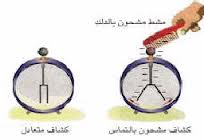 مشط مشحون بالدلك
كشاف مشحون بالتماس
كشاف متعادل